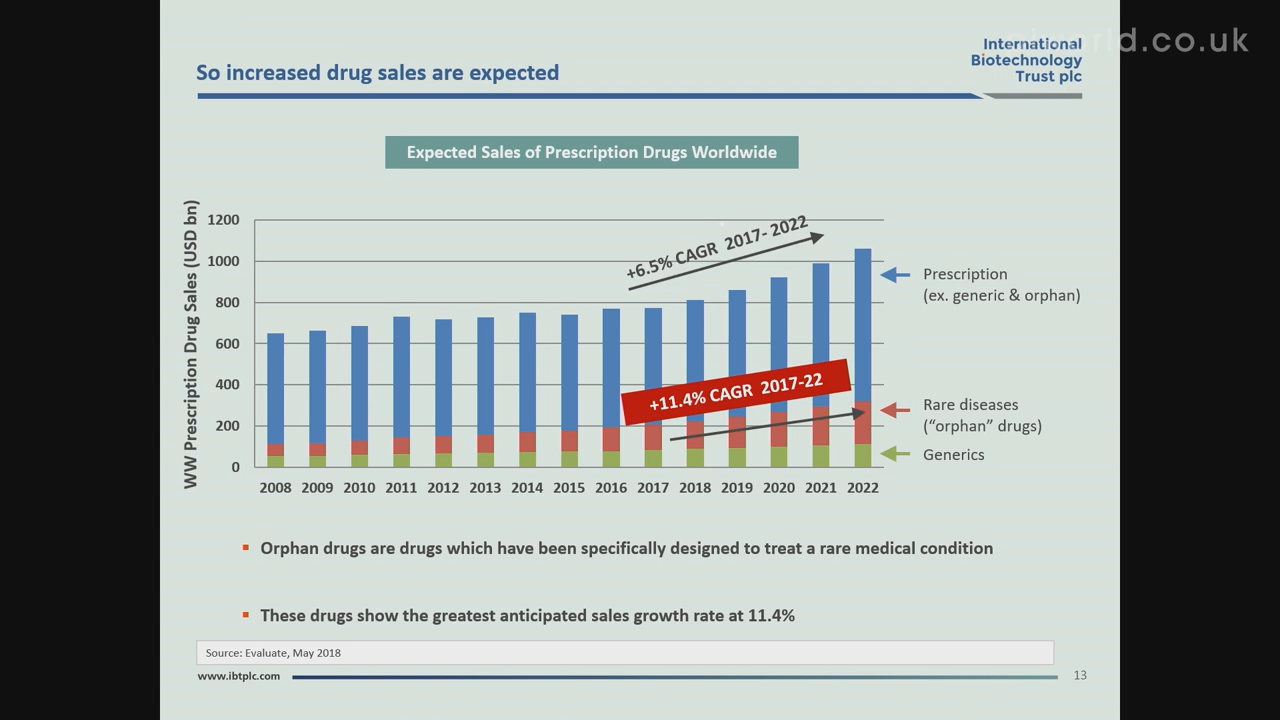 So increased drug sales are expected
International
Biotechnology
Trust plc
rld.co.uk
Expected Sales of Prescription Drugs Worldwide
WW Prescription Drug Sales (USD bn)
1200
1000
800
600
400
200
0
+6.5% CAGR 2017- 2022
+11.4% CAGR 2017-22
Prescription
(ex. generic & orphan)
Rare diseases
(“orphan” drugs)
Generics
2008 2009 2010 2011 2012 2013 2014 2015 2016 2017 2018 2019 2020 2021 2022
▪ Orphan drugs are drugs which have been specifically designed to treat a rare medical condition
▪ These drugs show the greatest anticipated sales growth rate at 11.4%
Source: Evaluate, May 2018
www.ibtplc.com
13